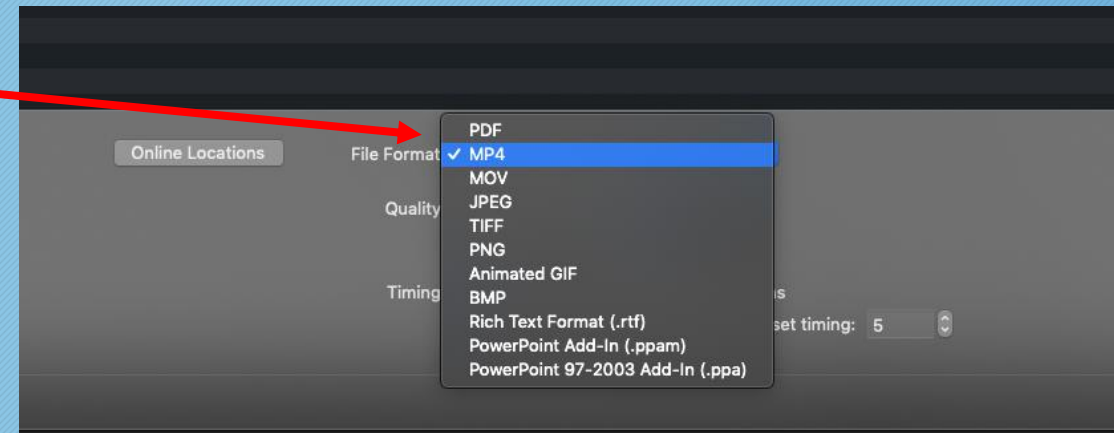 PDF
Online Locations
File Format ✓ MP4
MOV
Quality
JPEG
TIFF
PNG
Animated GIF
Timing
BMP
Rich Text Format (.rtf)
set timing: 5
PowerPoint Add-In (.ppam)
PowerPoint 97-2003 Add-In (.ppa)